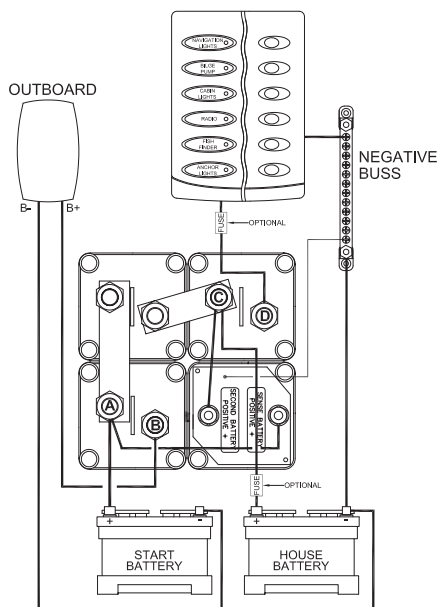 NAVIGATION
LIGHTS
BILGE
PUMP
CABIN
LIGHTS
RADIO
FISH
FINDER
ANCHOR
LIGHTS
OUTBOARD
B-
B+
NEGATIVE
BUSS
FUSE
OPTIONAL
C
D
A
B
SECOND BATTERY
POSITIVE +
SENSE BATTERY
POSITIVE +
FUSE
OPTIONAL
+
-
START
BATTERY
+
-
HOUSE
BATTERY